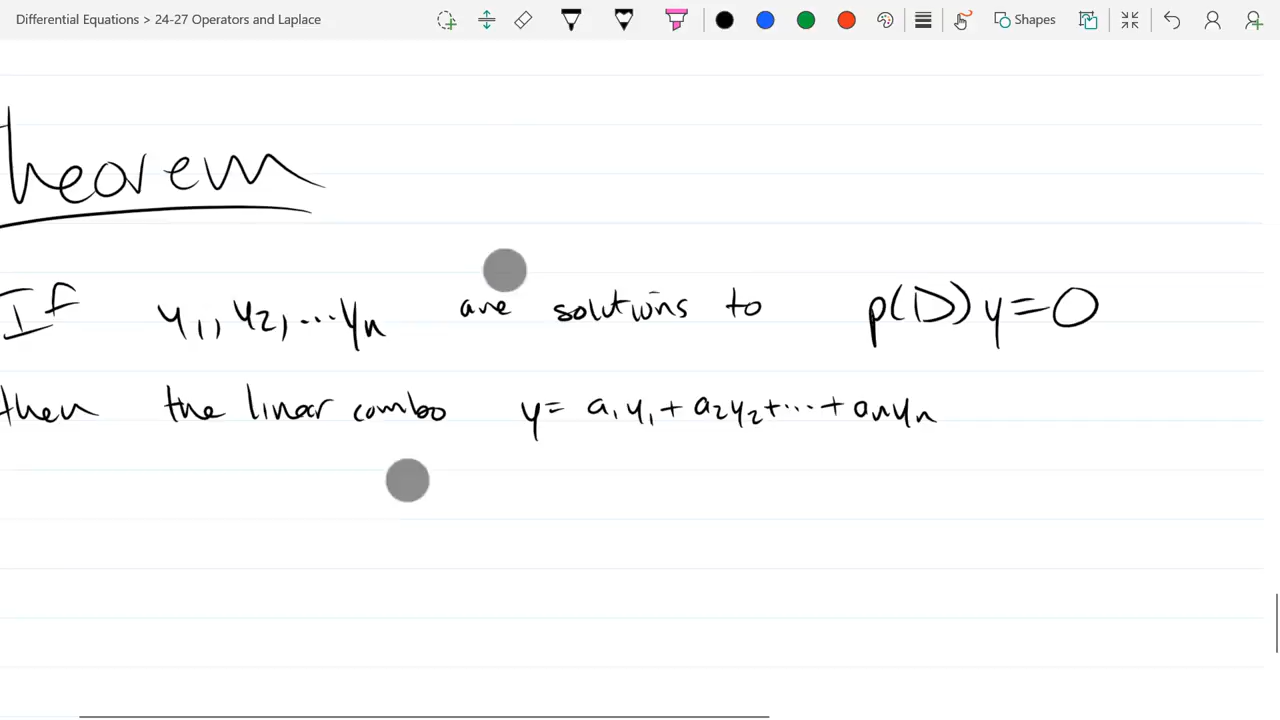 Differential Equations > 24-27 Operators and Laplace
Shapes
Theorem
If y₁, y₂, ... yₙ are solutions to p(D)y=0
then the linear combo y= a₁y₁ + a₂y₂ + ... + aₙyₙ